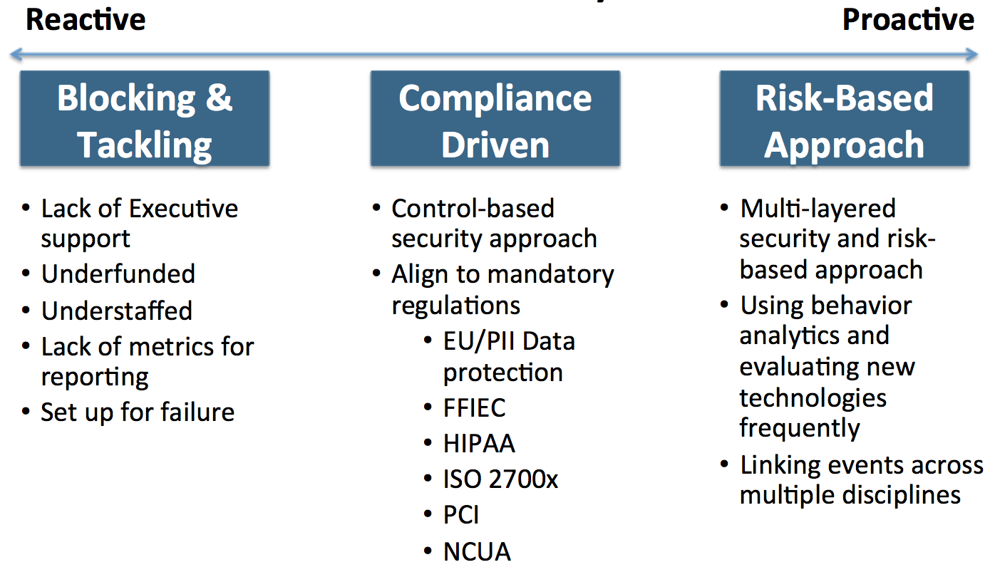 Reactive
Proactive
Blocking &
Tackling
• Lack of Executive
support
• Underfunded
• Understaffed
• Lack of metrics for
reporting
• Set up for failure
Compliance
Driven
• Control-based
security approach
• Align to mandatory
regulations
• EU/PII Data
protection
• FFIEC
• HIPAA
• ISO 2700x
• PCI
• NCUA
Risk-Based
Approach
• Multi-layered
security and risk-
based approach
• Using behavior
analytics and
evaluating new
technologies
frequently
• Linking events across
multiple disciplines